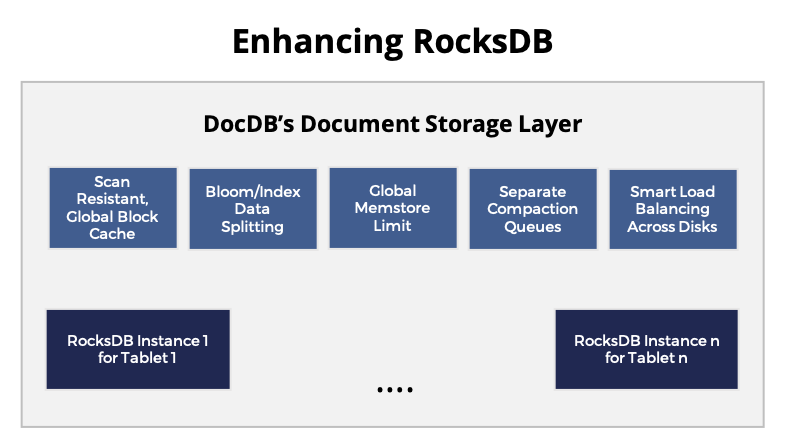 Enhancing RocksDB
DocDB's Document Storage Layer
Scan
Resistant,
Global Block
Cache
Bloom/Index
Data
Splitting
Global
Memstore
Limit
Separate
Compaction
Queues
Smart Load
Balancing
Across Disks
RocksDB Instance 1
for Tablet 1
....
RocksDB Instance n
for Tablet n